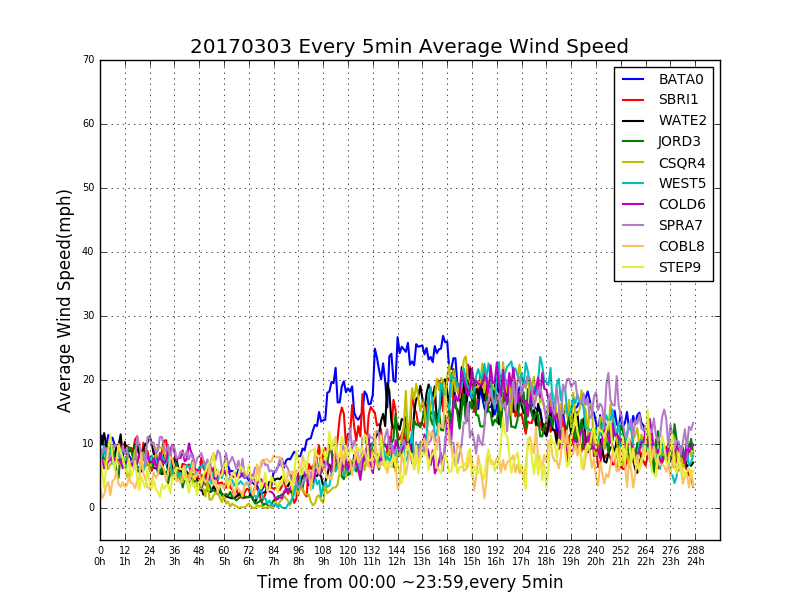 20170303 Every 5min Average Wind Speed
70
60
50
40
30
20
10
0
Average Wind Speed(mph)
BATA0
SBRI1
WATE2
JORD3
CSQR4
WEST5
COLD6
SPRA7
COBL8
STEP9
0 12 24 36 48 60 72 84 96 108 120 132 144 156 168 180 192 204 216 228 240 252 264 276 288
0h 1h 2h 3h 4h 5h 6h 7h 8h 9h 10h 11h 12h 13h 14h 15h 16h 17h 18h 19h 20h 21h 22h 23h 24h
Time from 00:00 ~23:59,every 5min